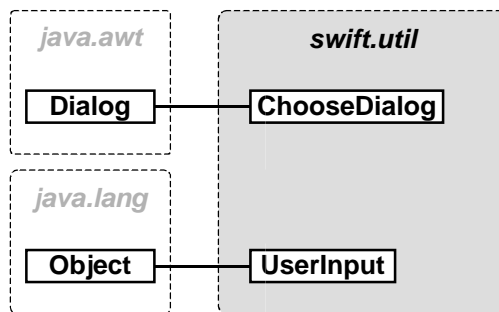 java.awt
swift.util
Dialog
ChooseDialog
java.lang
Object
UserInput